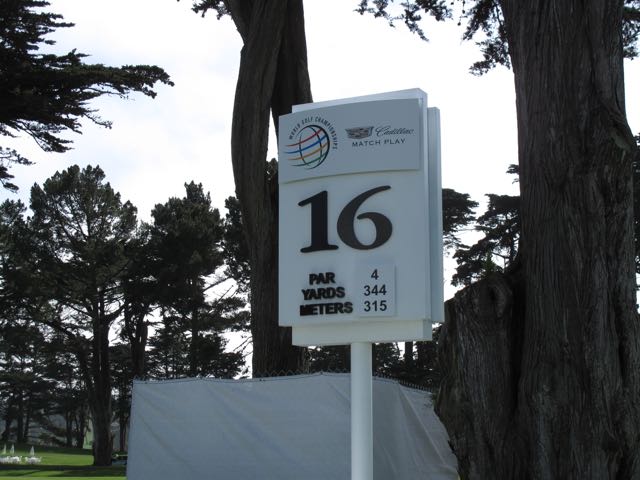 WORLD GOLF CHAMPIONSHIPS
Cadillac
MATCH PLAY
16
PAR 4
YARDS 344
METERS 315